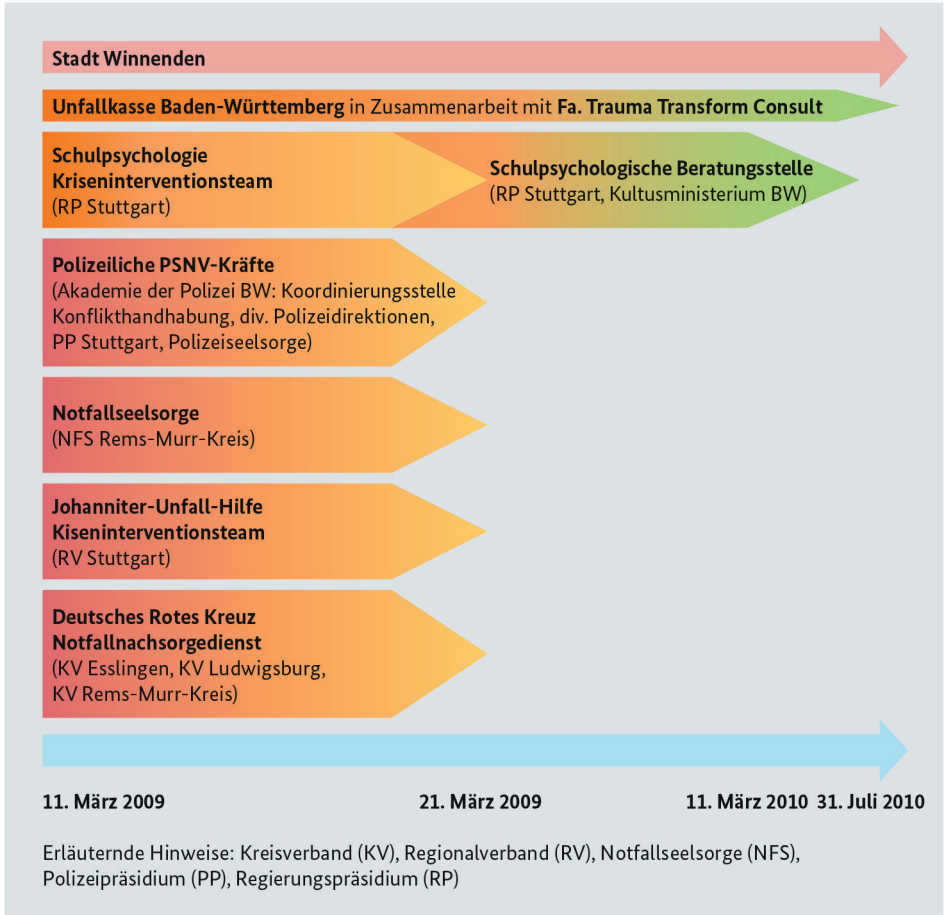 Stadt Winnenden
Unfallkasse Baden-Württemberg in Zusammenarbeit mit Fa. Trauma Transform Consult
Schulpsychologie
Kriseninterventionsteam
(RP Stuttgart)
Schulpsychologische Beratungsstelle
(RP Stuttgart, Kultusministerium BW)
Polizeiliche PSNV-Kräfte
(Akademie der Polizei BW: Koordinierungsstelle
Konflikthandhabung, div. Polizeidirektionen,
PP Stuttgart, Polizeiseelsorge)
Notfallseelsorge
(NFS Rems-Murr-Kreis)
Johanniter-Unfall-Hilfe
Kiseninterventionsteam
(RV Stuttgart)
Deutsches Rotes Kreuz
Notfallnachsorgedienst
(KV Esslingen, KV Ludwigsburg,
KV Rems-Murr-Kreis)
11. März 2009 21. März 2009 11. März 2010 31. Juli 2010
Erläuternde Hinweise: Kreisverband (KV), Regionalverband (RV), Notfallseelsorge (NFS),
Polizeipräsidium (PP), Regierungspräsidium (RP)